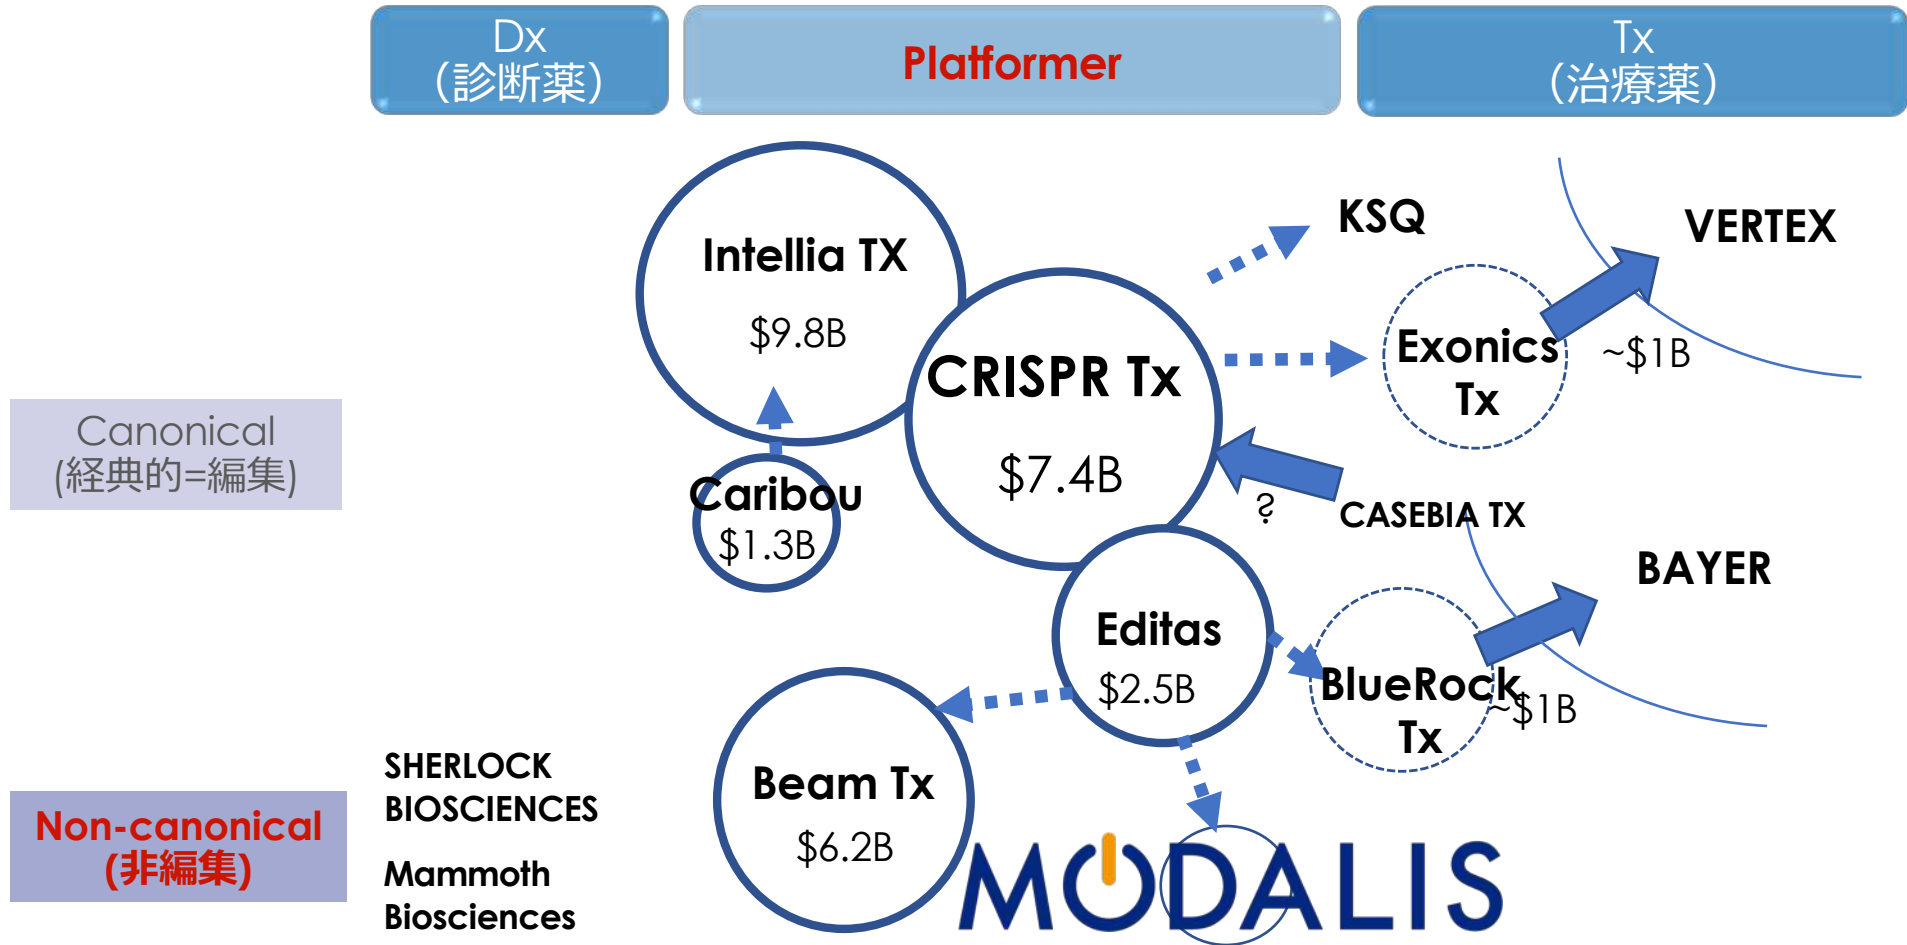 Dx
（診断薬）
Platformer
Tx
（治療薬）
KSQ
VERTEX
Intellia TX
$9.8B
Exonics
Tx
~$1B
CRISPR Tx
$7.4B
Canonical
(経典的=編集)
Caribou
$1.3B
?
CASEBIA TX
BAYER
Editas
$2.5B
BlueRock
Tx
~$1B
SHERLOCK
BIOSCIENCES
Beam Tx
$6.2B
Non-canonical
(非編集)
Mammoth
Biosciences
MODALIS